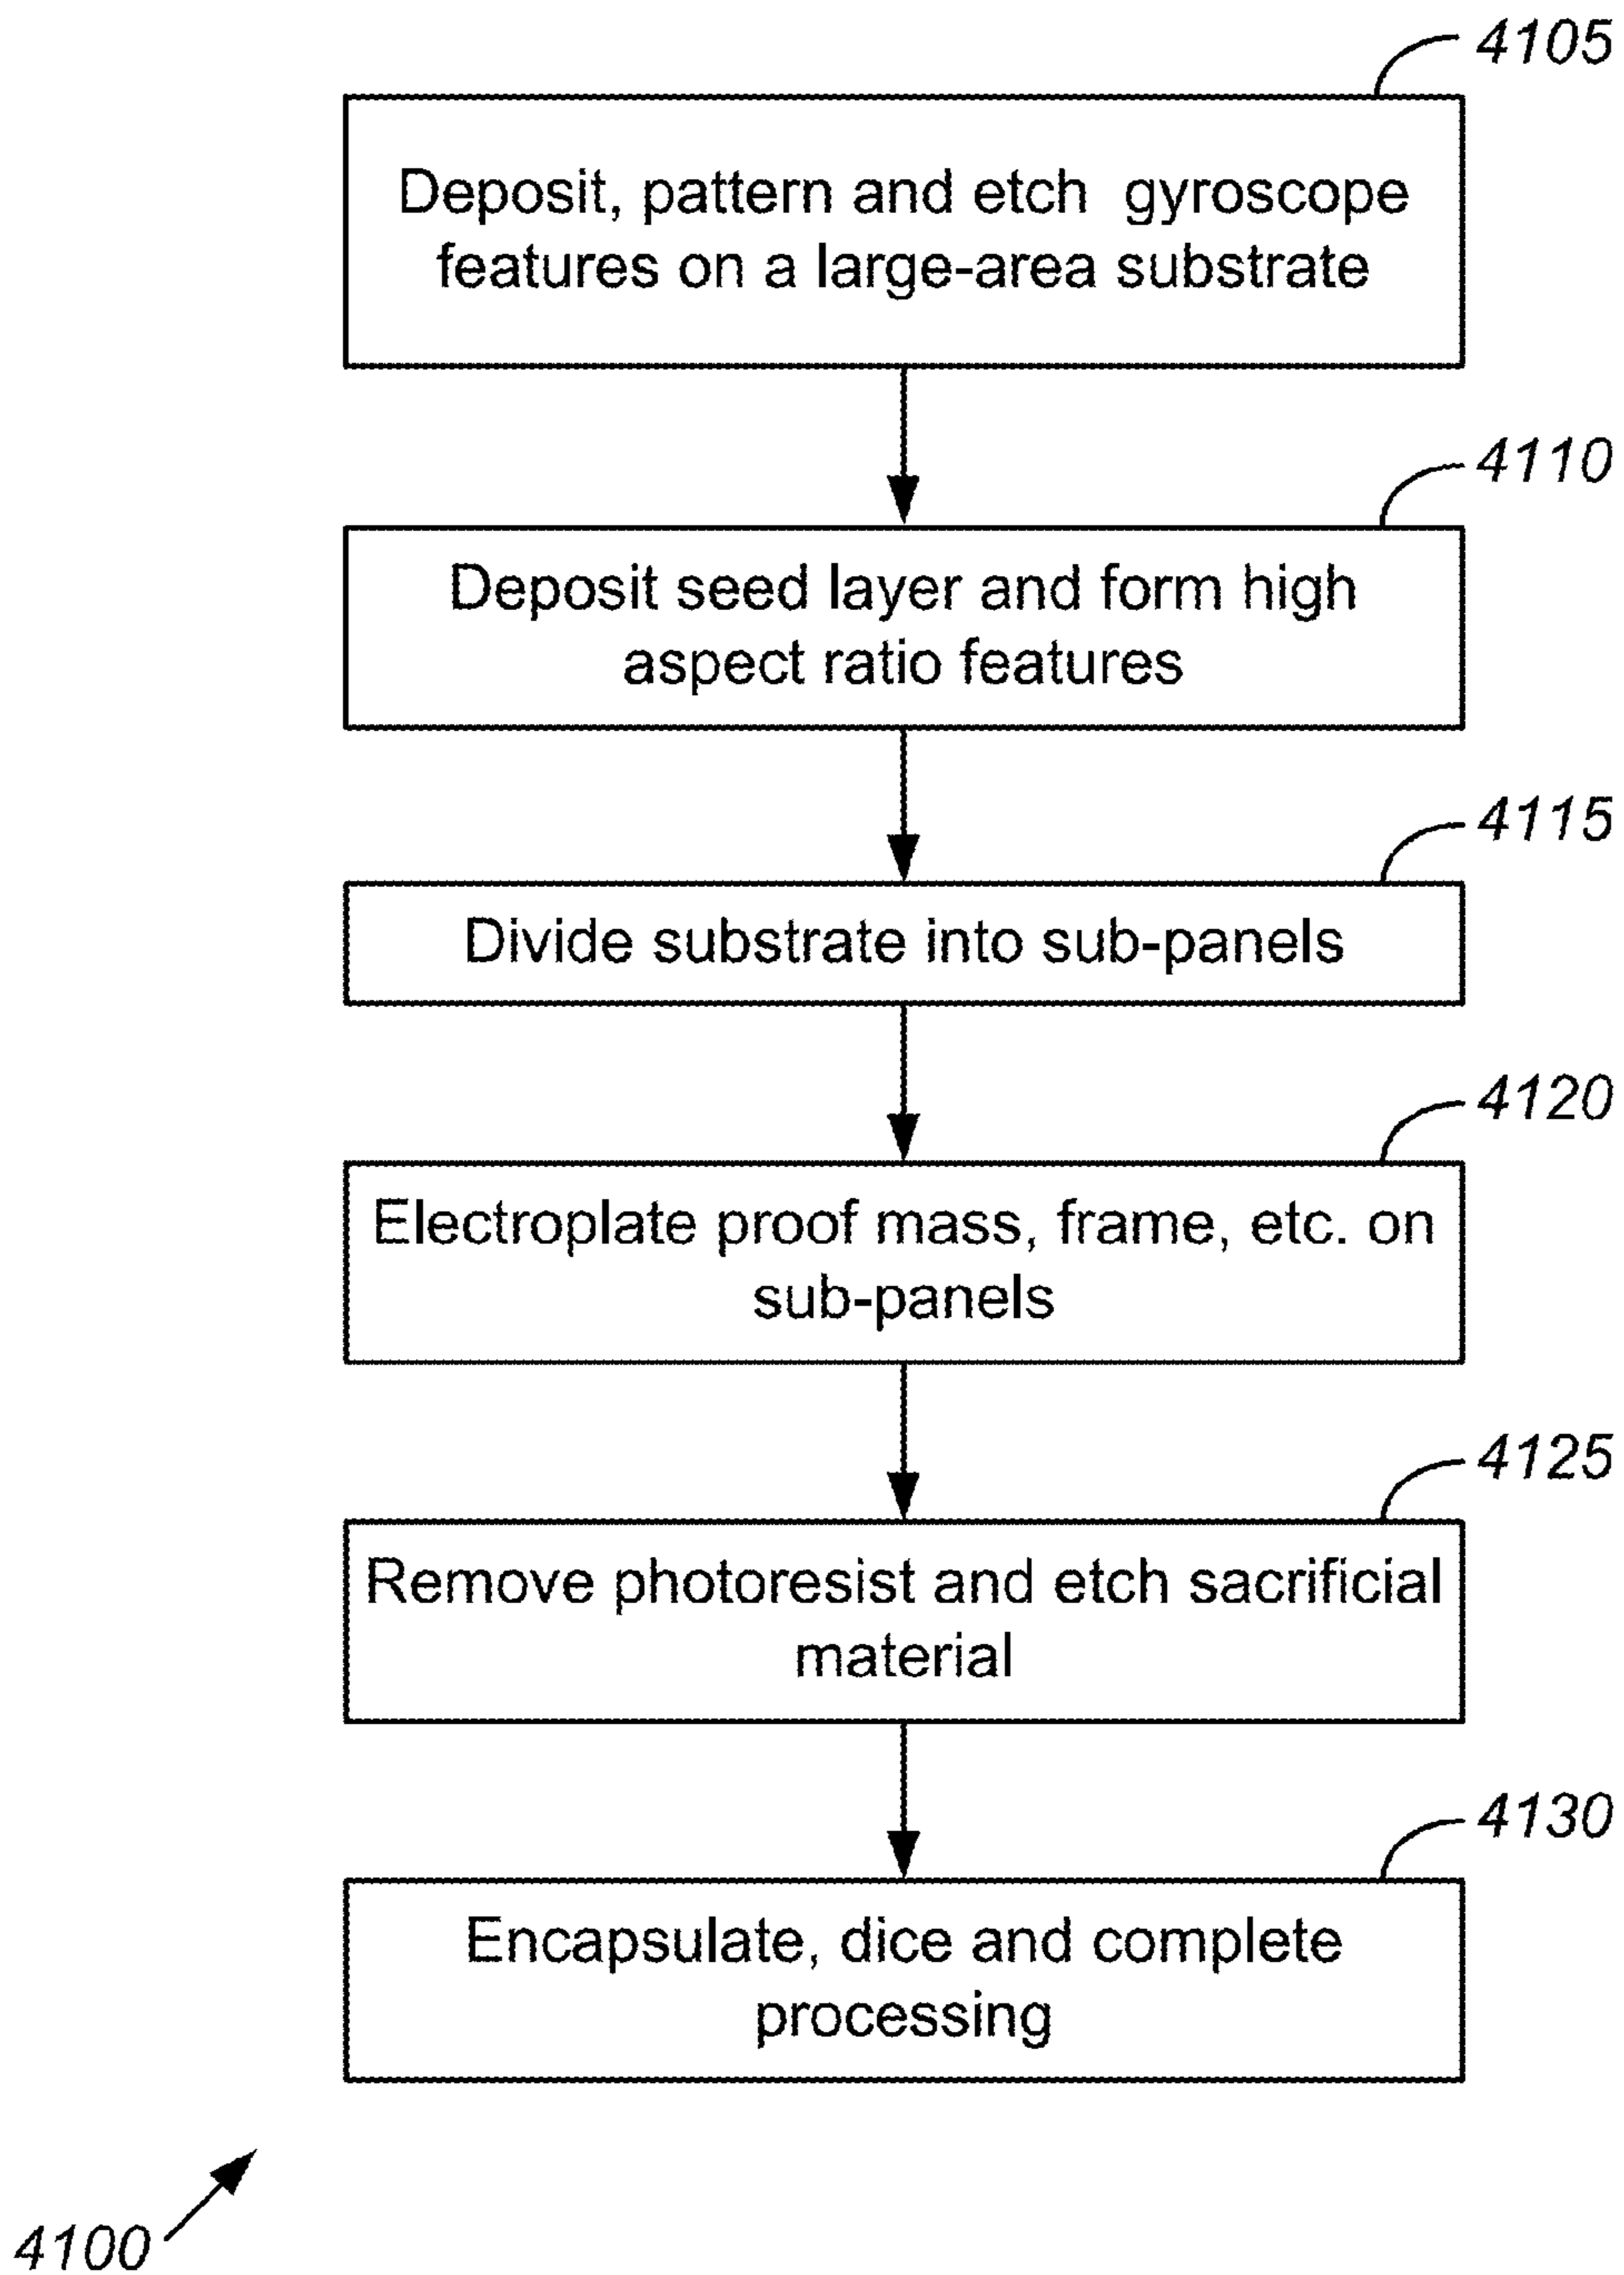 4105
Deposit, pattern and etch gyroscope
features on a large-area substrate
4110
Deposit seed layer and form high
aspect ratio features
4115
Divide substrate into sub-panels
4120
Electroplate proof mass, frame, etc. on
sub-panels
4125
Remove photoresist and etch sacrificial
material
4130
Encapsulate, dice and complete
processing
4100